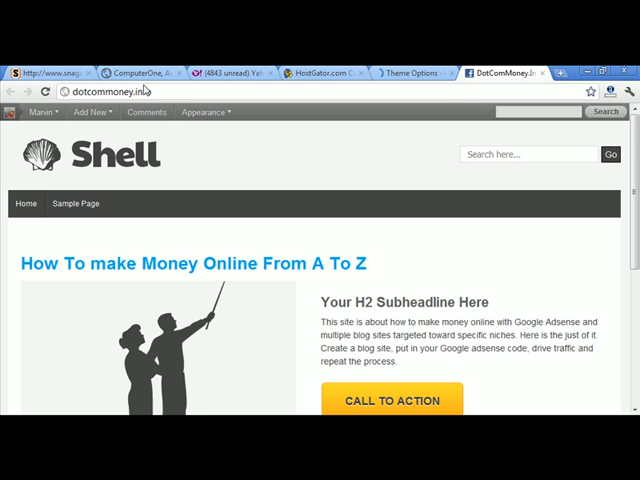 http://www.snag
ComputerOne, A
(4843 unread) Yah
HostGator.com C
Theme Options ‹
DotComMoney.In
dotcommoney.info
Marvin
Add New
Comments
Appearance
Search
Shell
Search here...
Go
Home
Sample Page
How To make Money Online From A To Z
Your H2 Subheadline Here
This site is about how to make money online with Google Adsense and
multiple blog sites targeted toward specific niches. Here is the just of it.
Create a blog site, put in your Google adsense code, drive traffic and
repeat the process.
CALL TO ACTION